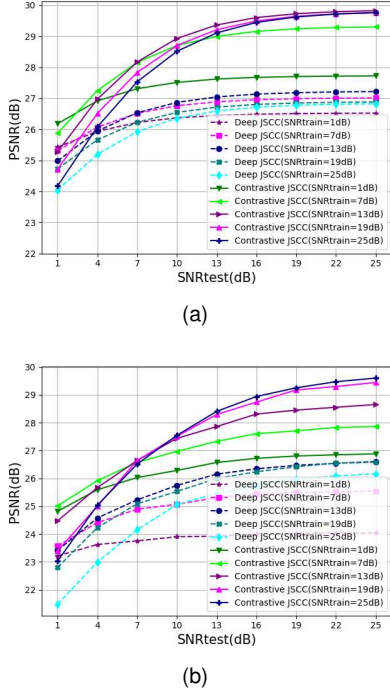 30
29
28
27
26
25
24
23
22
PSNR(dB)
Deep JSCC(SNRtrain=1dB)
Deep JSCC(SNRtrain=7dB)
Deep JSCC(SNRtrain=13dB)
Deep JSCC(SNRtrain=19dB)
Deep JSCC(SNRtrain=25dB)
Contrastive JSCC(SNRtrain=1dB)
Contrastive JSCC(SNRtrain=7dB)
Contrastive JSCC(SNRtrain=13dB)
Contrastive JSCC(SNRtrain=19dB)
Contrastive JSCC(SNRtrain=25dB)
1 4 7 10 13 16 19 22 25
SNRtest(dB)
(a)
30
29
28
27
26
25
24
23
22
PSNR(dB)
Deep JSCC(SNRtrain=1dB)
Deep JSCC(SNRtrain=7dB)
Deep JSCC(SNRtrain=13dB)
Deep JSCC(SNRtrain=19dB)
Deep JSCC(SNRtrain=25dB)
Contrastive JSCC(SNRtrain=1dB)
Contrastive JSCC(SNRtrain=7dB)
Contrastive JSCC(SNRtrain=13dB)
Contrastive JSCC(SNRtrain=19dB)
Contrastive JSCC(SNRtrain=25dB)
1 4 7 10 13 16 19 22 25
SNRtest(dB)
(b)